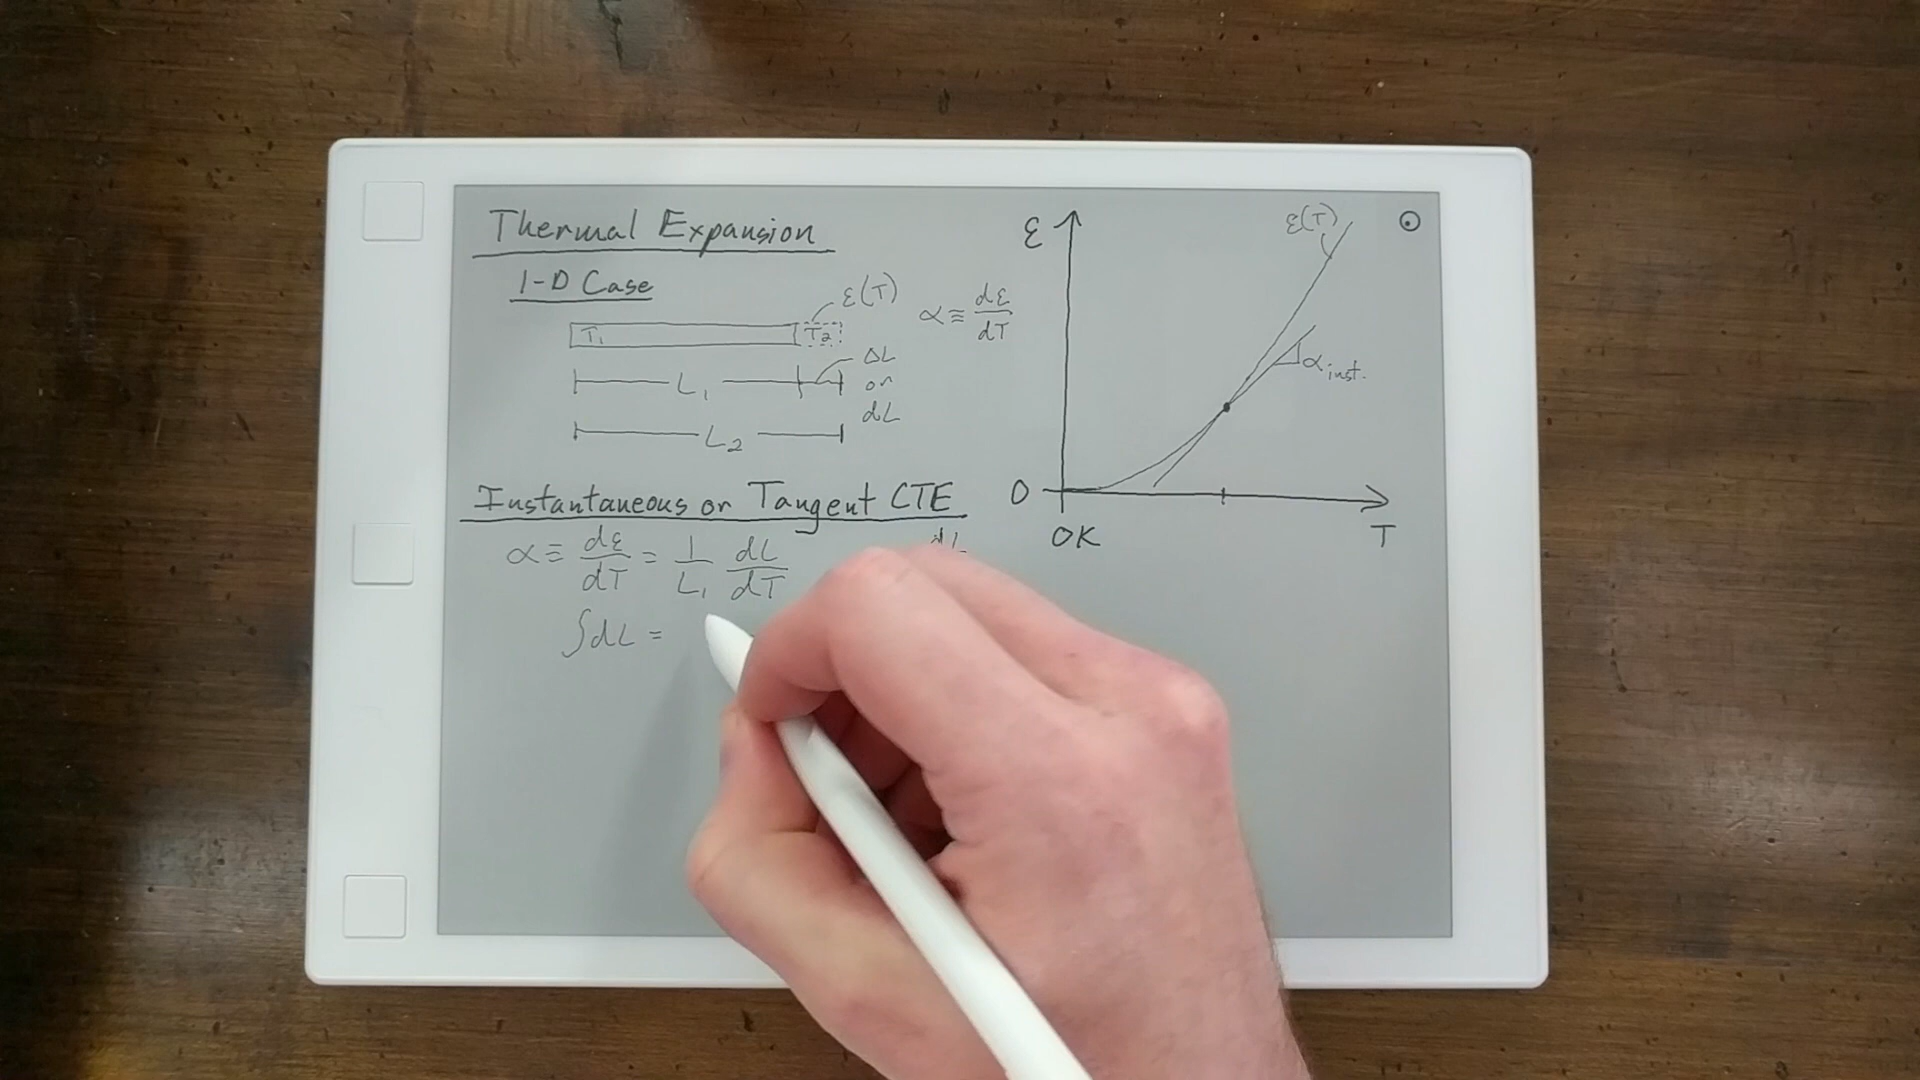 Thermal Expansion
1-D Case
ε(T)
T₁ T₂
α ≡ dε/dT
L₁
ΔL
or
dL
L₂
ε
ε(T)
α inst.
0
0K
T
Instantaneous or Tangent CTE
α ≡ dε/dT = 1/L₁ dL/dT
dL
∫dL =